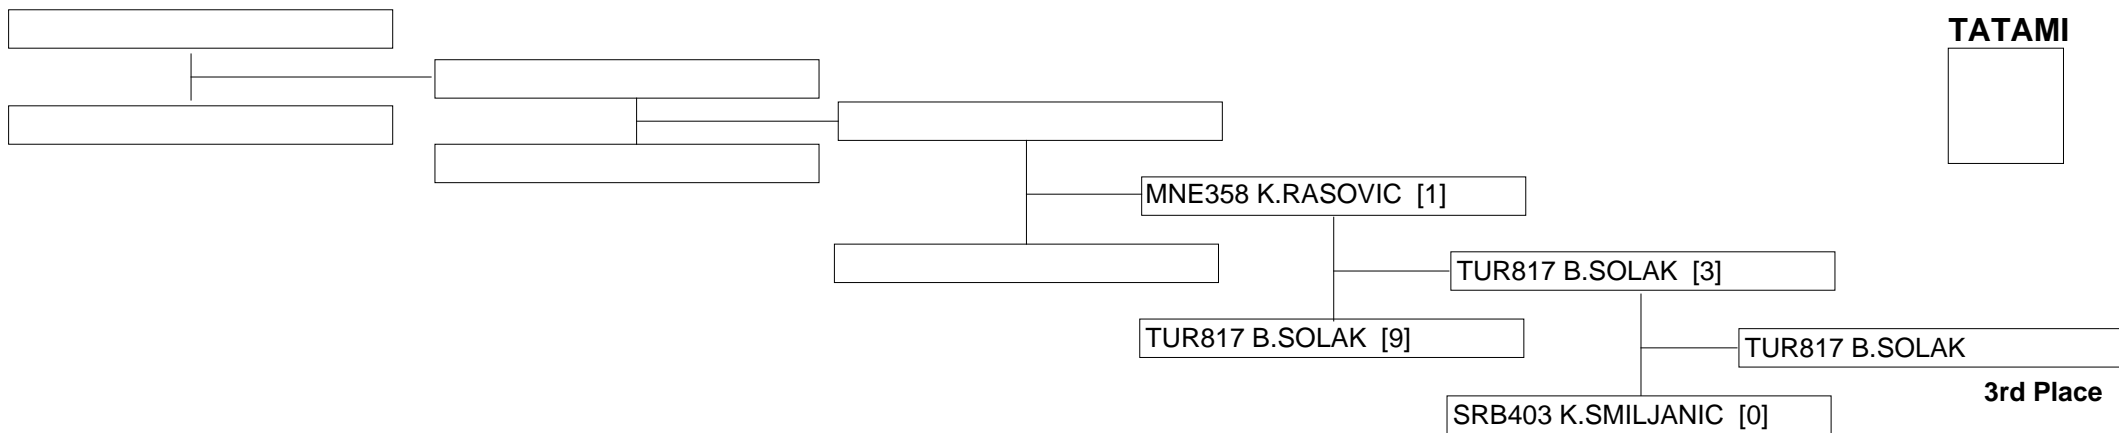 TATAMI
MNE358 K.RASOVIC [1]
TUR817 B.SOLAK [3]
TUR817 B.SOLAK [9]
TUR817 B.SOLAK
3rd Place
SRB403 K.SMILJANIC [0]